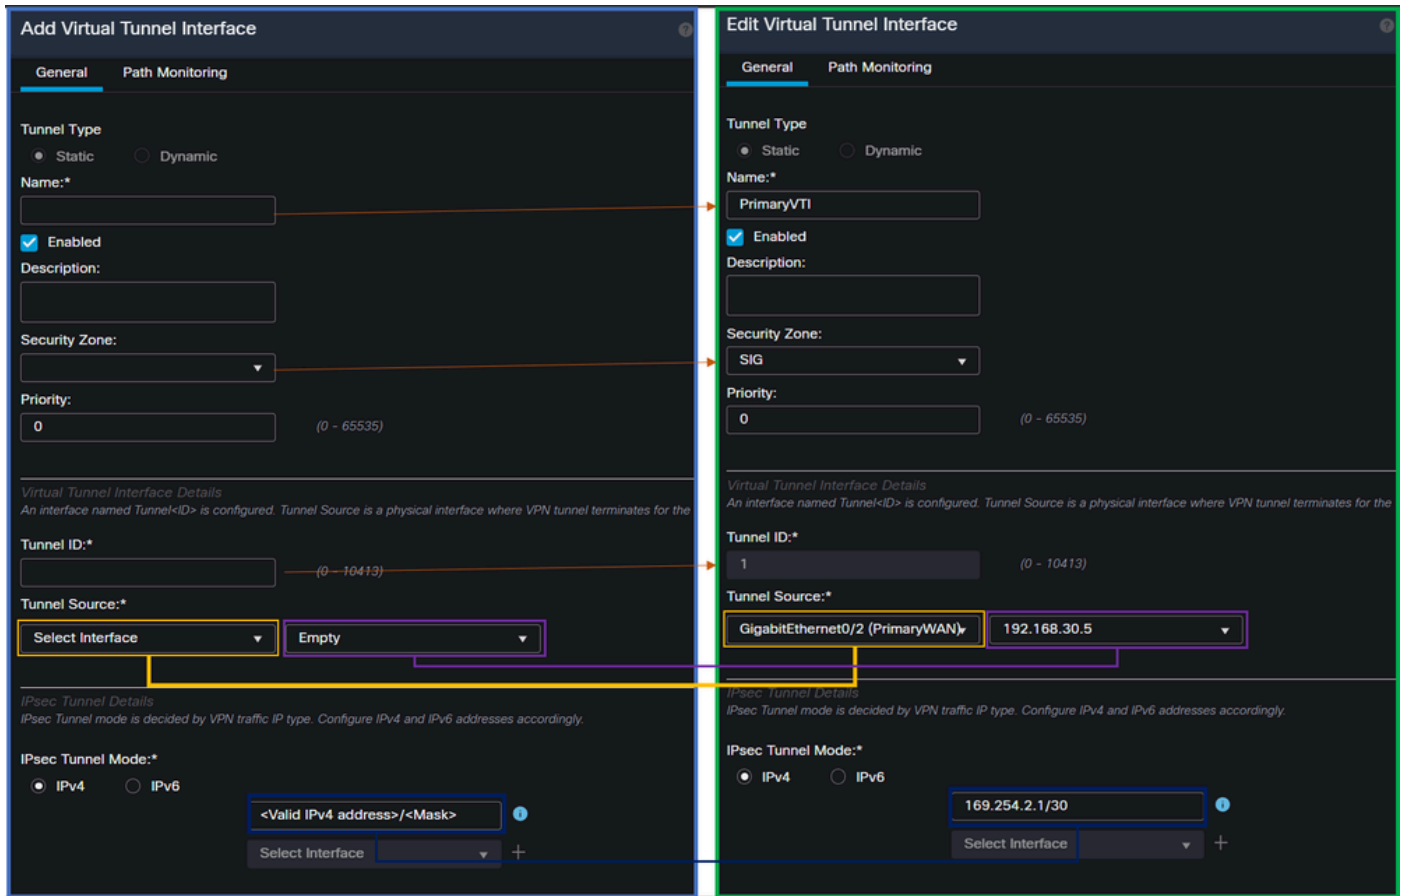 Add Virtual Tunnel Interface
?
General Path Monitoring
Tunnel Type
Static Dynamic
Name:*
Enabled
Description:
Security Zone:
Priority:
0 (0 - 65535)
Virtual Tunnel Interface Details
An interface named Tunnel<ID> is configured. Tunnel Source is a physical interface where VPN tunnel terminates for the
Tunnel ID:*
(0 - 10413)
Tunnel Source:*
Select Interface Empty
IPsec Tunnel Details
IPsec Tunnel mode is decided by VPN traffic IP type. Configure IPv4 and IPv6 addresses accordingly.
IPsec Tunnel Mode:*
IPv4 IPv6
<Valid IPv4 address>/<Mask>
i
Select Interface
+
Edit Virtual Tunnel Interface
?
General Path Monitoring
Tunnel Type
Static Dynamic
Name:*
PrimaryVTI
Enabled
Description:
Security Zone:
SIG
Priority:
0 (0 - 65535)
Virtual Tunnel Interface Details
An interface named Tunnel<ID> is configured. Tunnel Source is a physical interface where VPN tunnel terminates for the
Tunnel ID:*
1 (0 - 10413)
Tunnel Source:*
GigabitEthernet0/2 (PrimaryWAN) 192.168.30.5
IPsec Tunnel Details
IPsec Tunnel mode is decided by VPN traffic IP type. Configure IPv4 and IPv6 addresses accordingly.
IPsec Tunnel Mode:*
IPv4 IPv6
169.254.2.1/30
i
Select Interface
+